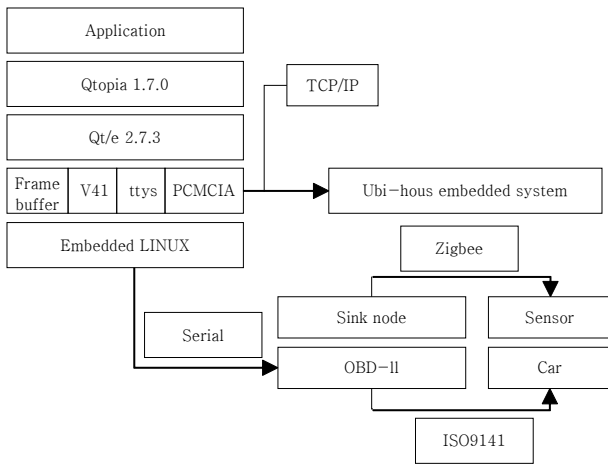 Application
Qtopia 1.7.0
TCP/IP
Qt/e 2.7.3
Frame
buffer
V41
ttys
PCMCIA
Ubi-hous embedded system
Embedded LINUX
Zigbee
Serial
Sink node
Sensor
OBD-ll
Car
ISO9141